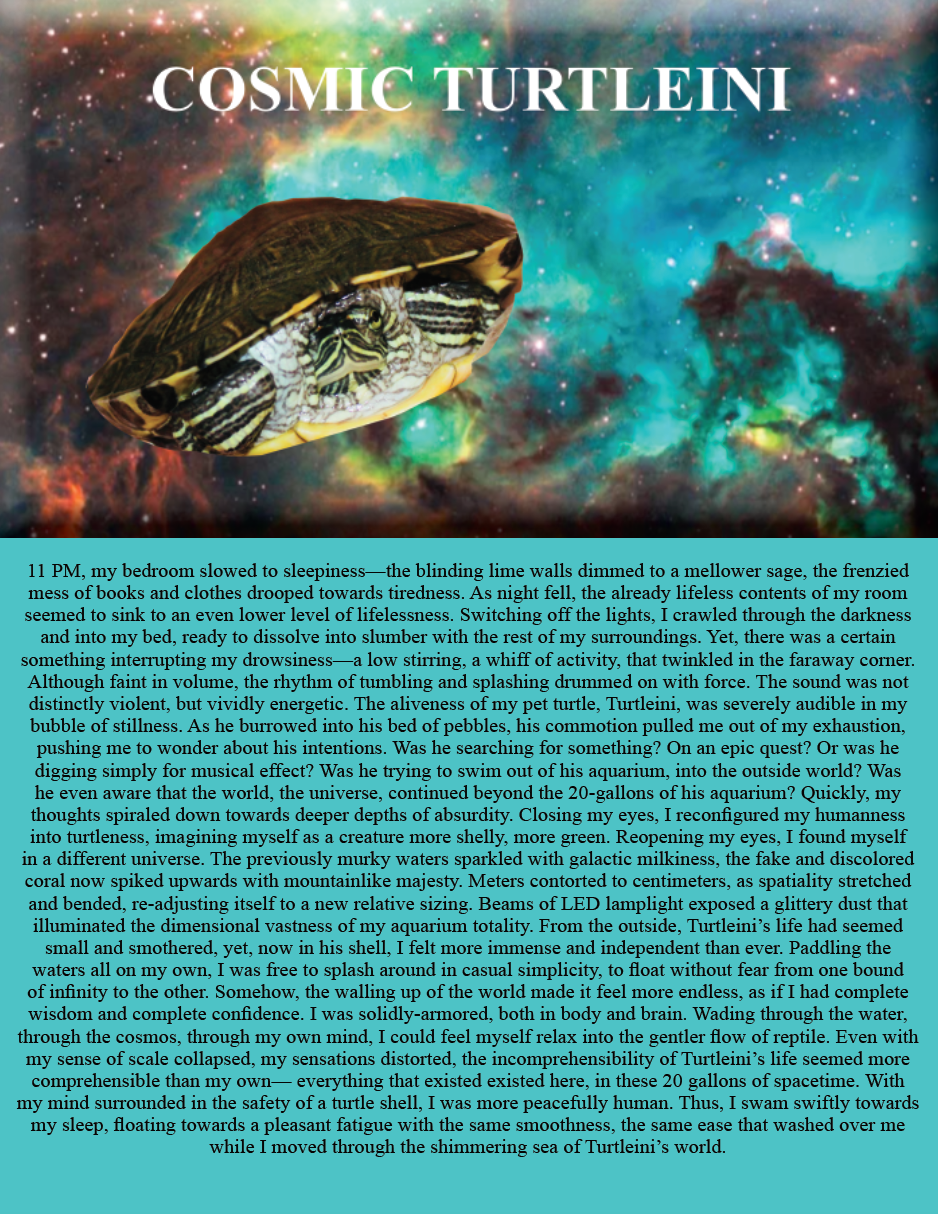 COSMIC TURTLEINI
11 PM, my bedroom slowed to sleepiness—the blinding lime walls dimmed to a mellower sage, the frenzied
mess of books and clothes drooped towards tiredness. As night fell, the already lifeless contents of my room
seemed to sink to an even lower level of lifelessness. Switching off the lights, I crawled through the darkness
and into my bed, ready to dissolve into slumber with the rest of my surroundings. Yet, there was a certain
something interrupting my drowsiness—a low stirring, a whiff of activity, that twinkled in the faraway corner.
Although faint in volume, the rhythm of tumbling and splashing drummed on with force. The sound was not
distinctly violent, but vividly energetic. The aliveness of my pet turtle, Turtleini, was severely audible in my
bubble of stillness. As he burrowed into his bed of pebbles, his commotion pulled me out of my exhaustion,
pushing me to wonder about his intentions. Was he searching for something? On an epic quest? Or was he
digging simply for musical effect? Was he trying to swim out of his aquarium, into the outside world? Was
he even aware that the world, the universe, continued beyond the 20-gallons of his aquarium? Quickly, my
thoughts spiraled down towards deeper depths of absurdity. Closing my eyes, I reconfigured my humanness
into turtleness, imagining myself as a creature more shelly, more green. Reopening my eyes, I found myself
in a different universe. The previously murky waters sparkled with galactic milkiness, the fake and discolored
coral now spiked upwards with mountainlike majesty. Meters contorted to centimeters, as spatiality stretched
and bended, re-adjusting itself to a new relative sizing. Beams of LED lamplight exposed a glittery dust that
illuminated the dimensional vastness of my aquarium totality. From the outside, Turtleini’s life had seemed
small and smothered, yet, now in his shell, I felt more immense and independent than ever. Paddling the
waters all on my own, I was free to splash around in casual simplicity, to float without fear from one bound
of infinity to the other. Somehow, the walling up of the world made it feel more endless, as if I had complete
wisdom and complete confidence. I was solidly-armored, both in body and brain. Wading through the water,
through the cosmos, through my own mind, I could feel myself relax into the gentler flow of reptile. Even with
my sense of scale collapsed, my sensations distorted, the incomprehensibility of Turtleini’s life seemed more
comprehensible than my own— everything that existed existed here, in these 20 gallons of spacetime. With
my mind surrounded in the safety of a turtle shell, I was more peacefully human. Thus, I swam swiftly towards
my sleep, floating towards a pleasant fatigue with the same smoothness, the same ease that washed over me
while I moved through the shimmering sea of Turtleini’s world.